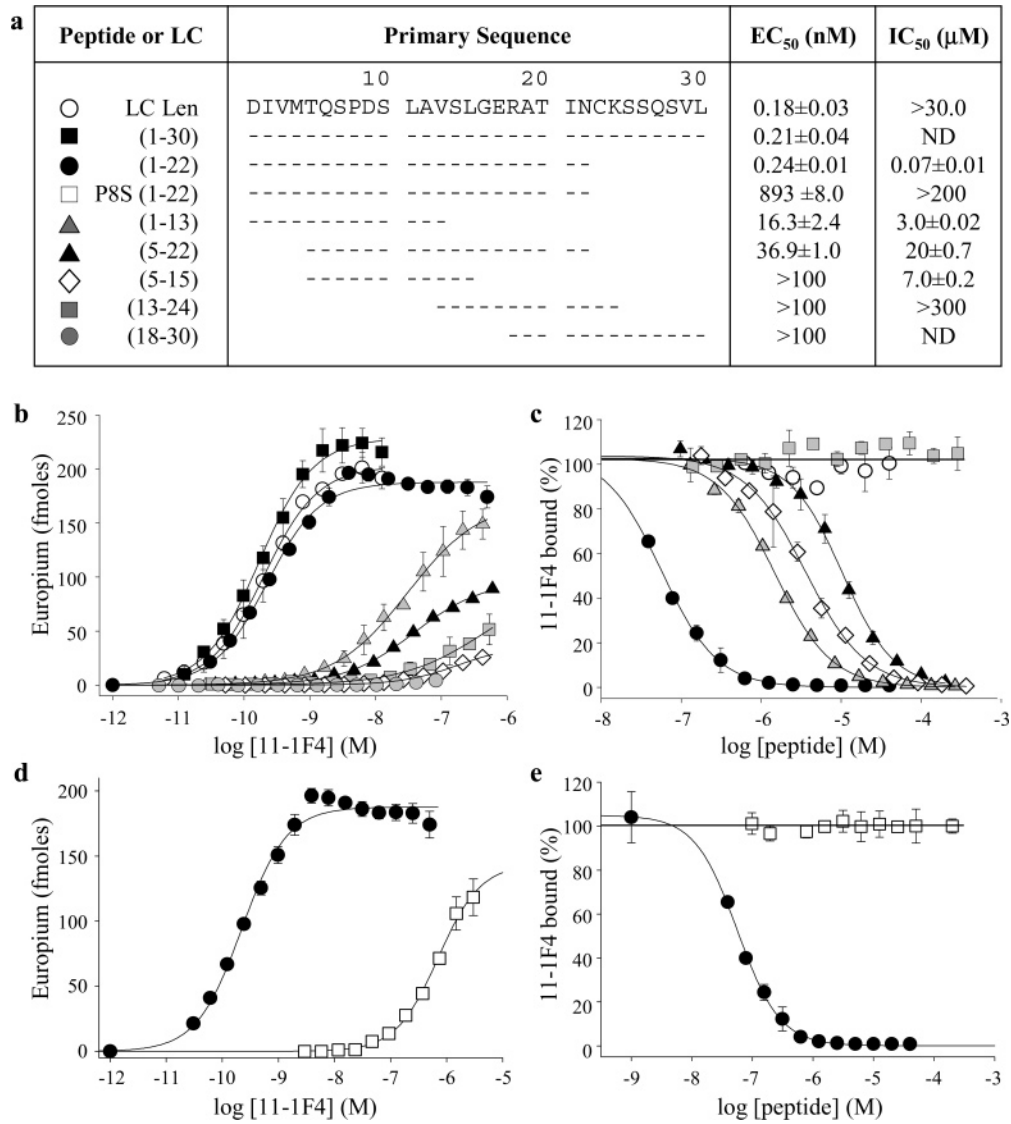 a
Peptide or LC Primary Sequence EC50 (nM) IC50 (μM)
10 20 30
LC Len DIVMTQSPDS LAVSLGERAT INCKSSQSVL 0.18±0.03 >30.0
(1-30) ---------- ---------- ---------- 0.21±0.04 ND
(1-22) ---------- ---------- -- 0.24±0.01 0.07±0.01
P8S (1-22) ---------- ---------- -- 893 ±8.0 >200
(1-13) ---------- --- 16.3±2.4 3.0±0.02
(5-22) ------ ---------- -- 36.9±1.0 20±0.7
(5-15) ------ ----- >100 7.0±0.2
(13-24) -------- ---- >100 >300
(18-30) --- ---------- >100 ND
b
Europium (fmoles)
250
200
150
100
50
0
-12 -11 -10 -9 -8 -7 -6
log [11-1F4] (M)
c
11-1F4 bound (%)
120
100
80
60
40
20
0
-8 -7 -6 -5 -4 -3
log [peptide] (M)
d
Europium (fmoles)
200
150
100
50
0
-12 -11 -10 -9 -8 -7 -6 -5
log [11-1F4] (M)
e
11-1F4 bound (%)
120
100
80
60
40
20
0
-9 -8 -7 -6 -5 -4 -3
log [peptide] (M)